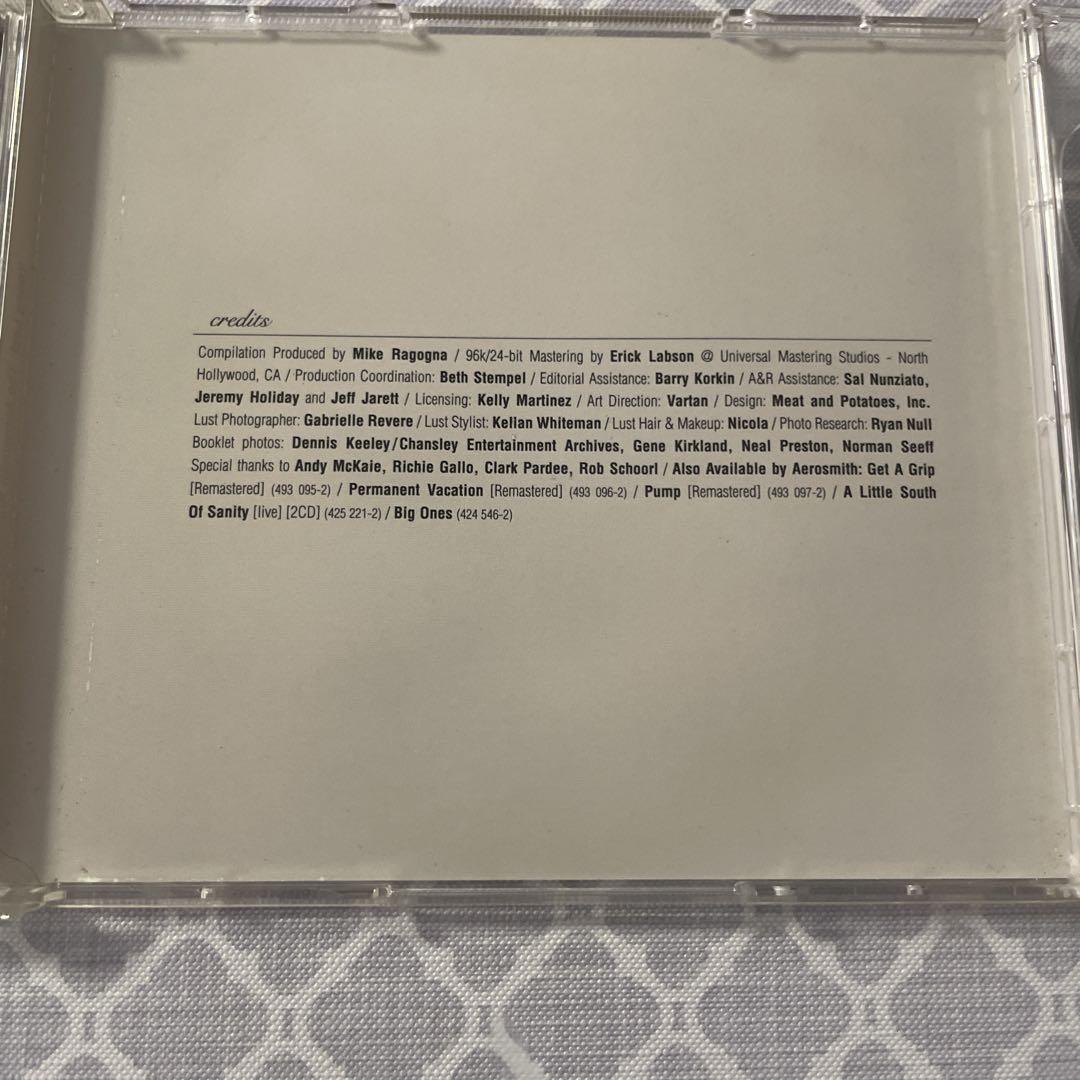 credits
Compilation Produced by Mike Ragogna / 96k/24-bit Mastering by Erick Labson @ Universal Mastering Studios - North
Hollywood, CA / Production Coordination: Beth Stempel / Editorial Assistance: Barry Korkin / A&R Assistance: Sal Nunziato,
Jeremy Holiday and Jeff Jarett / Licensing: Kelly Martinez / Art Direction: Vartan / Design: Meat and Potatoes, Inc.
Lust Photographer: Gabrielle Revere / Lust Stylist: Kellan Whiteman / Lust Hair & Makeup: Nicola / Photo Research: Ryan Null
Booklet photos: Dennis Keeley/Chansley Entertainment Archives, Gene Kirkland, Neal Preston, Norman Seeff
Special thanks to Andy McKaie, Richie Gallo, Clark Pardee, Rob Schoorl / Also Available by Aerosmith: Get A Grip
[Remastered] (493 095-2) / Permanent Vacation [Remastered] (493 096-2) / Pump [Remastered] (493 097-2) / A Little South
Of Sanity [live] [2CD] (425 221-2) / Big Ones (424 546-2)